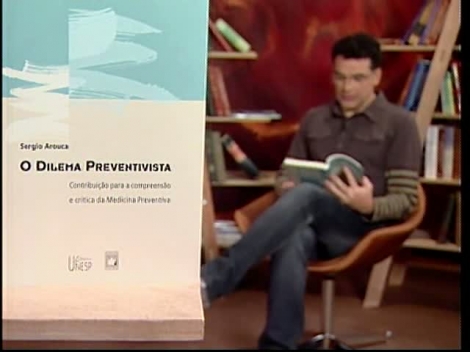 Sergio Arouca
O DILEMA PREVENTIVISTA
Contribuição para a compreensão
e crítica da Medicina Preventiva
UNESP